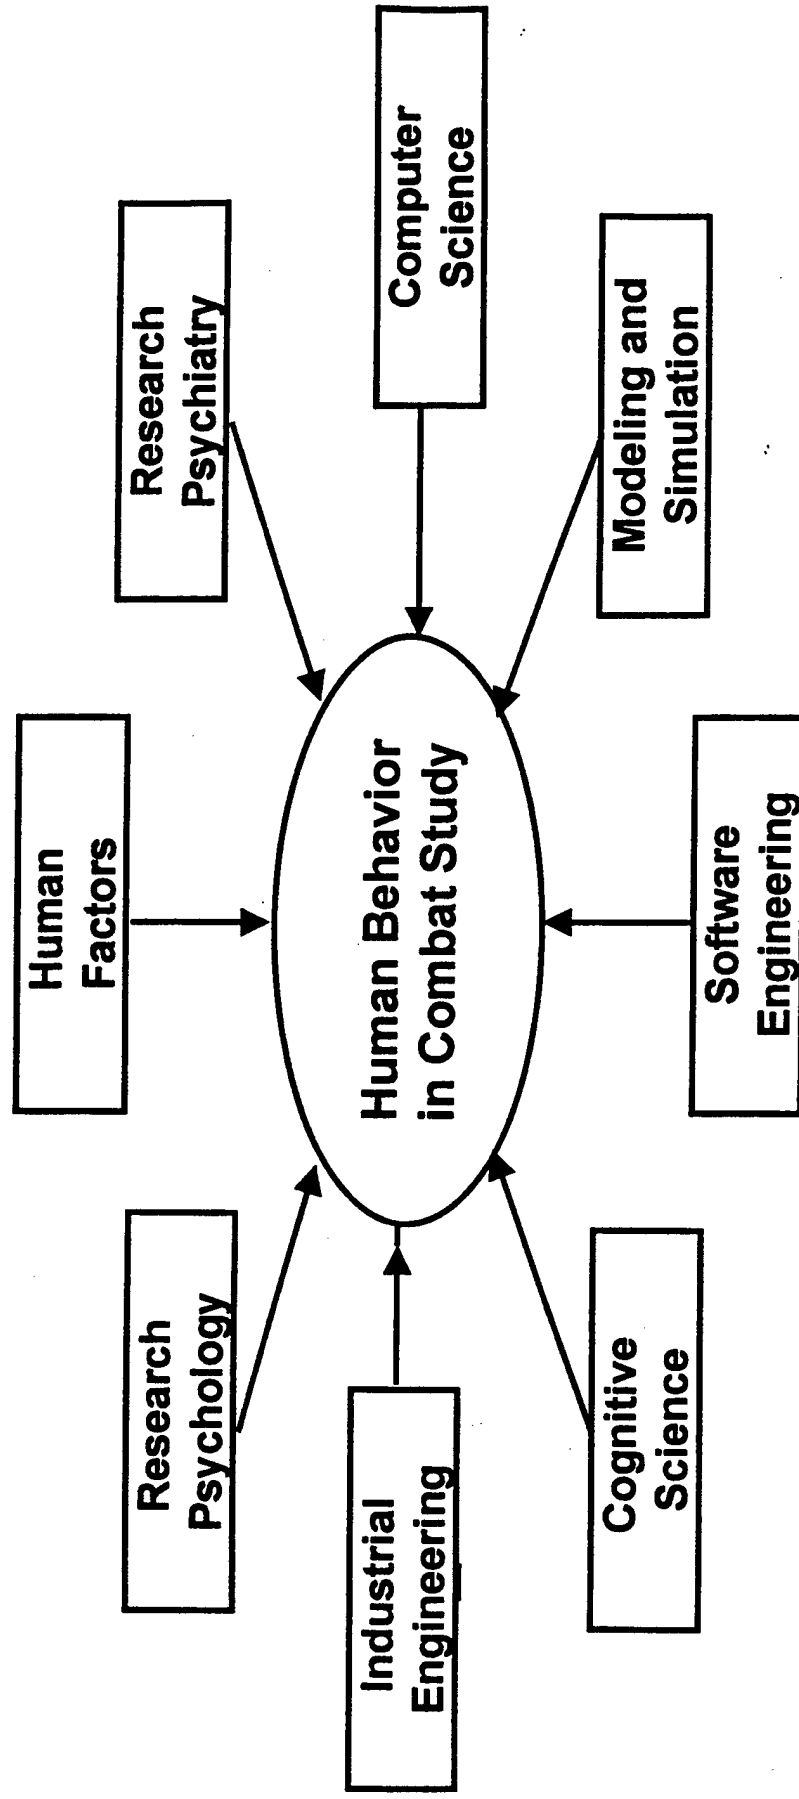 Human
Factors
Research
Psychology
Research
Psychiatry
Industrial
Engineering
Human Behavior
in Combat Study
Computer
Science
Cognitive
Science
Modeling and
Simulation
Software
Engineering